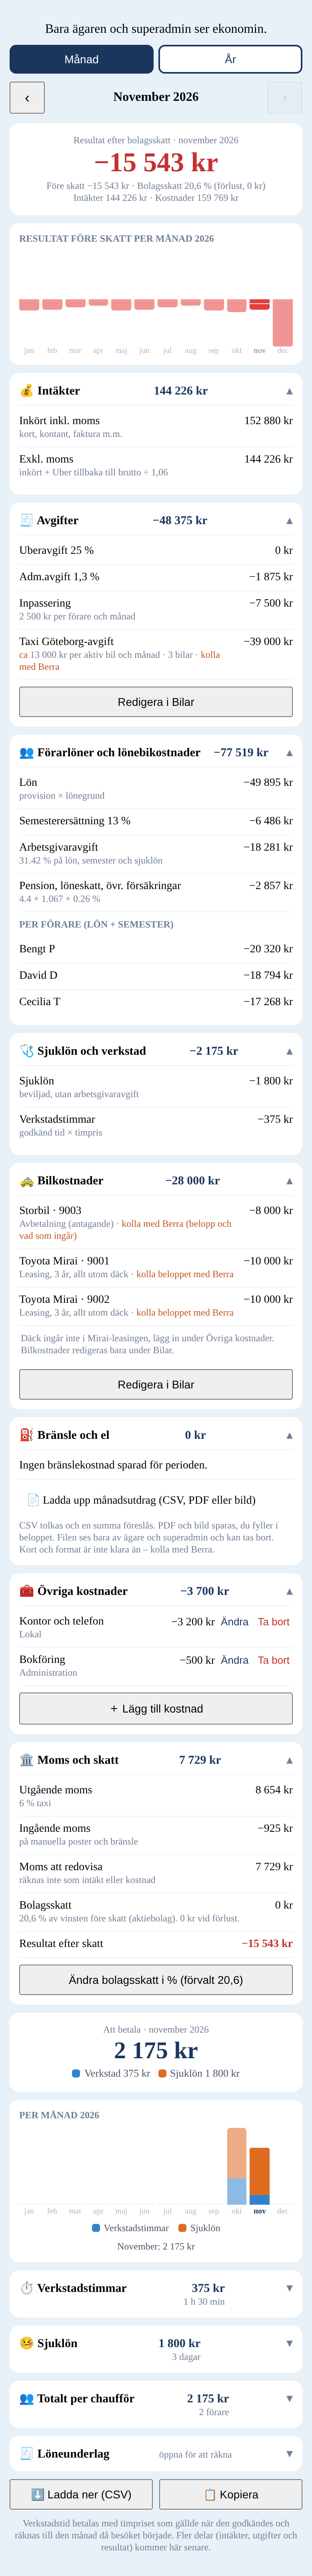 Bara ägaren och superadmin ser ekonomin.
Månad
År
‹
November 2026
›
Resultat efter bolagsskatt · november 2026
−15 543 kr
Före skatt −15 543 kr · Bolagsskatt 20,6 % (förlust, 0 kr)
Intäkter 144 226 kr · Kostnader 159 769 kr
RESULTAT FÖRE SKATT PER MÅNAD 2026
jan feb mar apr maj jun jul aug sep okt nov dec
💰 Intäkter 144 226 kr ▲
Inkört inkl. moms 152 880 kr
kort, kontant, faktura m.m.
Exkl. moms 144 226 kr
inkört + Uber tillbaka till brutto ÷ 1,06
🧾 Avgifter −48 375 kr ▲
Uberavgift 25 % 0 kr
Adm.avgift 1,3 % −1 875 kr
Inpassering −7 500 kr
2 500 kr per förare och månad
Taxi Göteborg-avgift −39 000 kr
ca 13 000 kr per aktiv bil och månad · 3 bilar · kolla
med Berra
Redigera i Bilar
👥 Förarlöner och lönebikostnader −77 519 kr ▲
Lön −49 895 kr
provision × lönegrund
Semesterersättning 13 % −6 486 kr
Arbetsgivaravgift −18 281 kr
31.42 % på lön, semester och sjuklön
Pension, löneskatt, övr. försäkringar −2 857 kr
4.4 + 1.067 + 0.26 %
PER FÖRARE (LÖN + SEMESTER)
Bengt P −20 320 kr
David D −18 794 kr
Cecilia T −17 268 kr
🩺 Sjuklön och verkstad −2 175 kr ▲
Sjuklön −1 800 kr
beviljad, utan arbetsgivaravgift
Verkstadstimmar −375 kr
godkänd tid × timpris
🚕 Bilkostnader −28 000 kr ▲
Storbil · 9003 −8 000 kr
Avbetalning (antagande) · kolla med Berra (belopp och
vad som ingår)
Toyota Mirai · 9001 −10 000 kr
Leasing, 3 år, allt utom däck · kolla beloppet med Berra
Toyota Mirai · 9002 −10 000 kr
Leasing, 3 år, allt utom däck · kolla beloppet med Berra
Däck ingår inte i Mirai-leasingen, lägg in under Övriga kostnader.
Bilkostnader redigeras bara under Bilar.
Redigera i Bilar
⛽ Bränsle och el 0 kr ▲
Ingen bränslekostnad sparad för perioden.
📄 Ladda upp månadsutdrag (CSV, PDF eller bild)
CSV tolkas och en summa föreslås. PDF och bild sparas, du fyller i
beloppet. Filen ses bara av ägare och superadmin och kan tas bort.
Kort och format är inte klara än – kolla med Berra.
🧰 Övriga kostnader −3 700 kr ▲
Kontor och telefon −3 200 kr Ändra Ta bort
Lokal
Bokföring −500 kr Ändra Ta bort
Administration
+ Lägg till kostnad
🏛️ Moms och skatt 7 729 kr ▲
Utgående moms 8 654 kr
6 % taxi
Ingående moms −925 kr
på manuella poster och bränsle
Moms att redovisa 7 729 kr
räknas inte som intäkt eller kostnad
Bolagsskatt 0 kr
20,6 % av vinsten före skatt (aktiebolag). 0 kr vid förlust.
Resultat efter skatt −15 543 kr
Ändra bolagsskatt i % (förvalt 20,6)
Att betala · november 2026
2 175 kr
Verkstad 375 kr Sjuklön 1 800 kr
PER MÅNAD 2026
jan feb mar apr maj jun jul aug sep okt nov dec
Verkstadstimmar Sjuklön
November: 2 175 kr
⏱️ Verkstadstimmar 375 kr ▼
1 h 30 min
🤒 Sjuklön 1 800 kr ▼
3 dagar
👥 Totalt per chaufför 2 175 kr ▼
2 förare
🧾 Löneunderlag öppna för att räkna ▼
⬇️ Ladda ner (CSV)
📋 Kopiera
Verkstadstid betalas med timpriset som gällde när den godkändes och
räknas till den månad då besöket började. Fler delar (intäkter, utgifter och
resultat) kommer här senare.